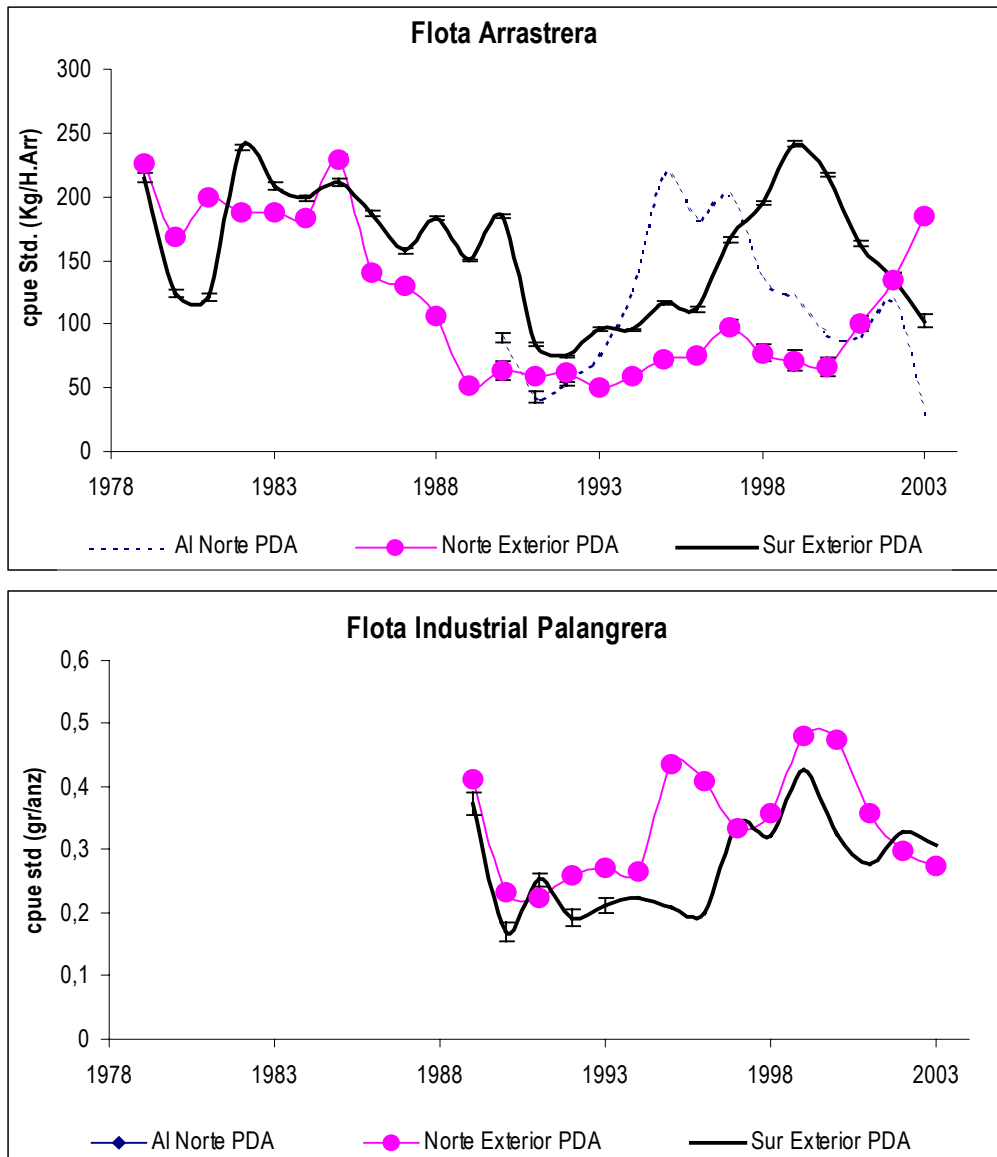 Flota Arrastrera
cpue Std. (Kg/H.Arr)
300
250
200
150
100
50
0
1978 1983 1988 1993 1998 2003
Al Norte PDA Norte Exterior PDA Sur Exterior PDA
Flota Industrial Palangrera
cpue std (gr/anz)
0,6
0,5
0,4
0,3
0,2
0,1
0
1978 1983 1988 1993 1998 2003
Al Norte PDA Norte Exterior PDA Sur Exterior PDA